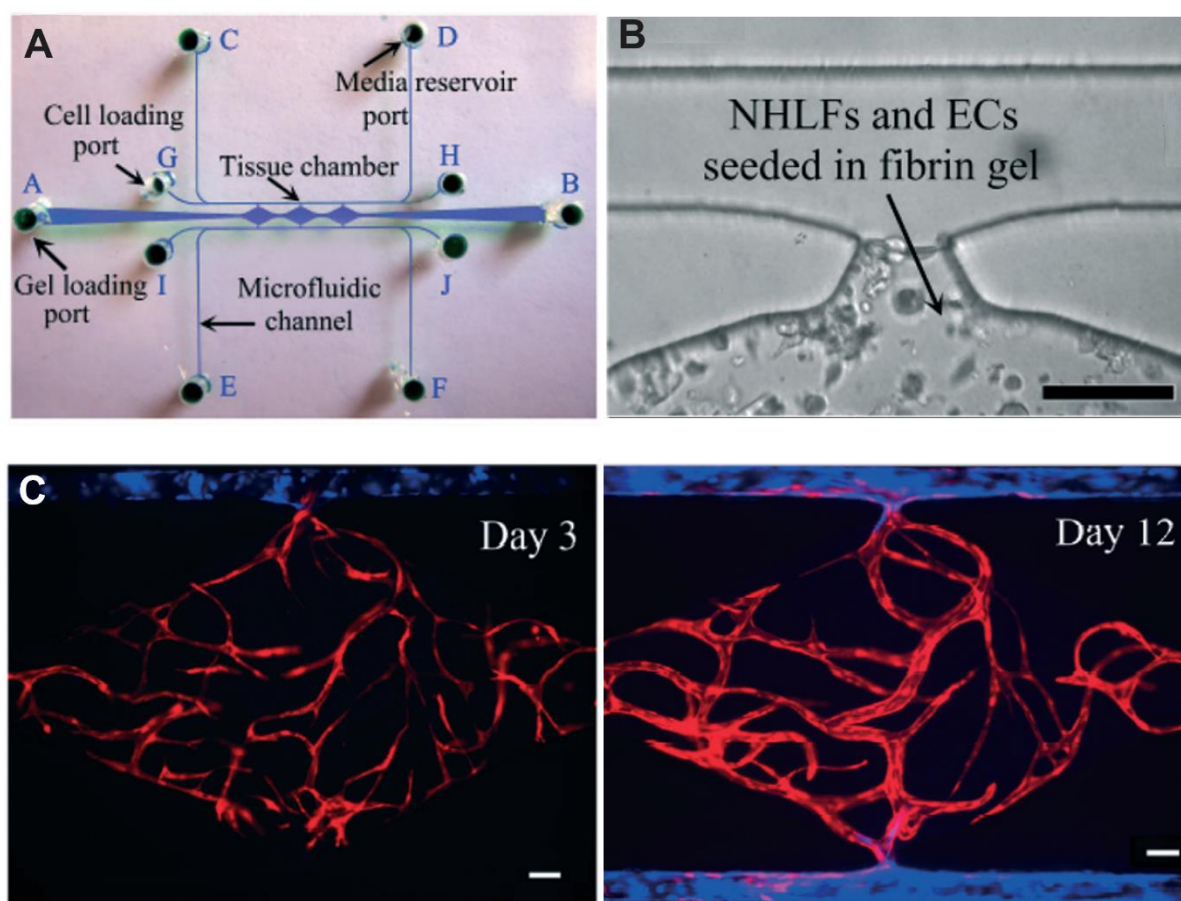 A
C
D
Media reservoir
port
Cell loading
port
G
Tissue chamber
H
A
B
Gel loading
port
I
Microfluidic
channel
J
E
F
B
NHLFs and ECs
seeded in fibrin gel
C
Day 3
Day 12